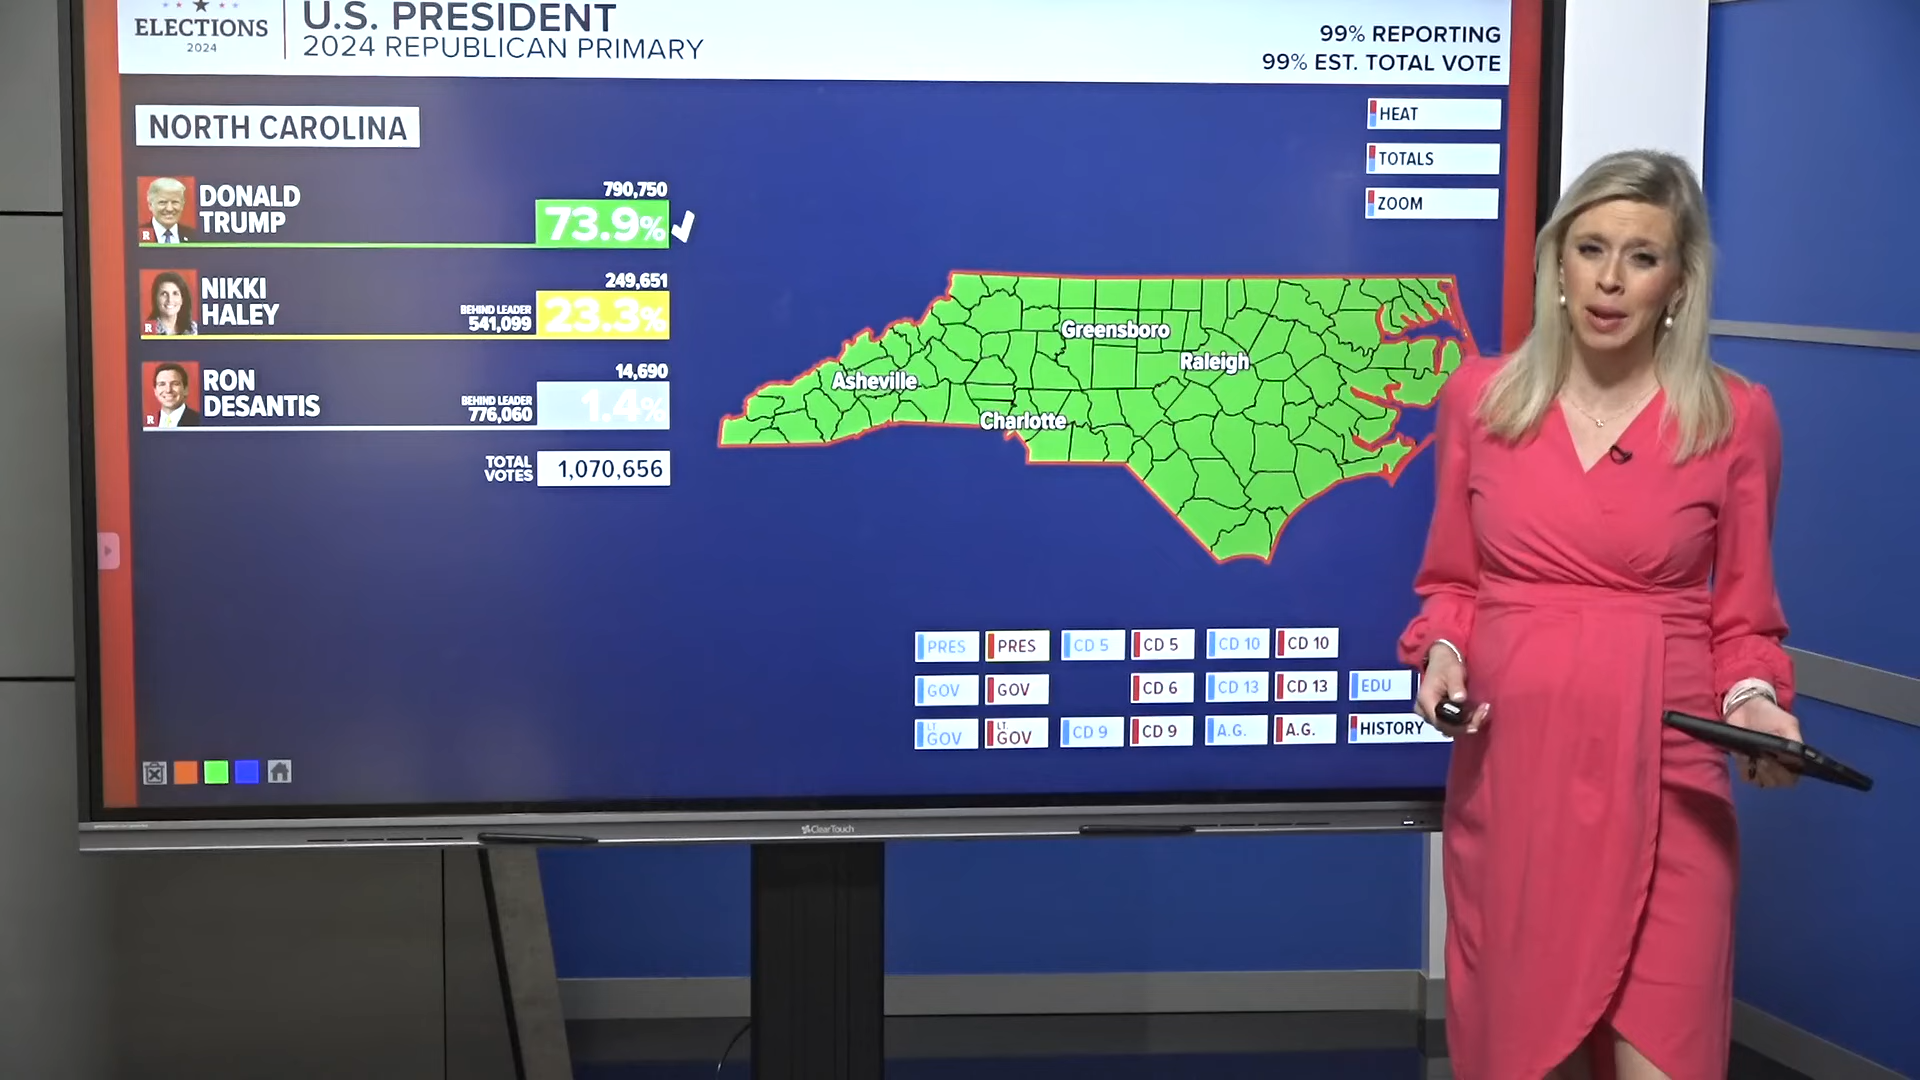 ELECTIONS
2024
U.S. PRESIDENT
2024 REPUBLICAN PRIMARY
99% REPORTING
99% EST. TOTAL VOTE
NORTH CAROLINA
HEAT
TOTALS
ZOOM
R
DONALD
TRUMP
790,750
73.9%
R
NIKKI
HALEY
249,651
BEHIND LEADER
541,099
23.3%
R
RON
DESANTIS
14,690
BEHIND LEADER
776,060
1.4%
TOTAL
VOTES
1,070,656
Greensboro
Raleigh
Asheville
Charlotte
PRES PRES CD 5 CD 5 CD 10 CD 10
GOV GOV CD 6 CD 13 CD 13 EDU
LT. GOV LT. GOV CD 9 CD 9 A.G. A.G. HISTORY
ClearTouch